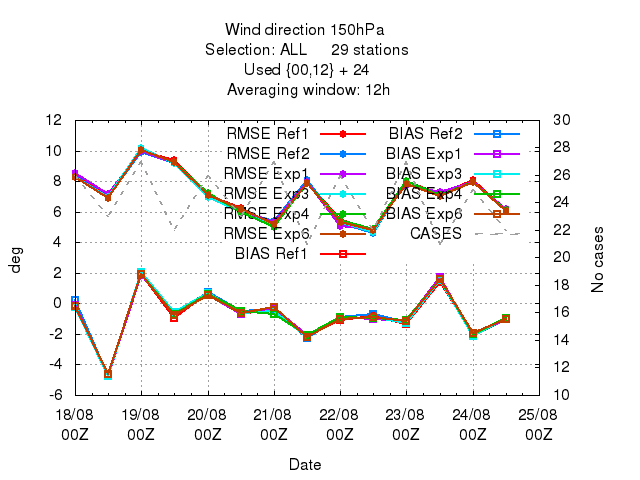 Wind direction 150hPa
Selection: ALL 29 stations
Used {00,12} + 24
Averaging window: 12h
12 30
RMSE Ref1 BIAS Ref2
RMSE Ref2 BIAS Exp1
RMSE Exp1 BIAS Exp3
RMSE Exp3 BIAS Exp4
RMSE Exp4 BIAS Exp6
RMSE Exp6 CASES
BIAS Ref1
10
8
6
4
2
0
-2
-4
-6
28
26
24
22
20
18
16
14
12
10
deg
No cases
18/08 19/08 20/08 21/08 22/08 23/08 24/08 25/08
00Z 00Z 00Z 00Z 00Z 00Z 00Z 00Z
Date